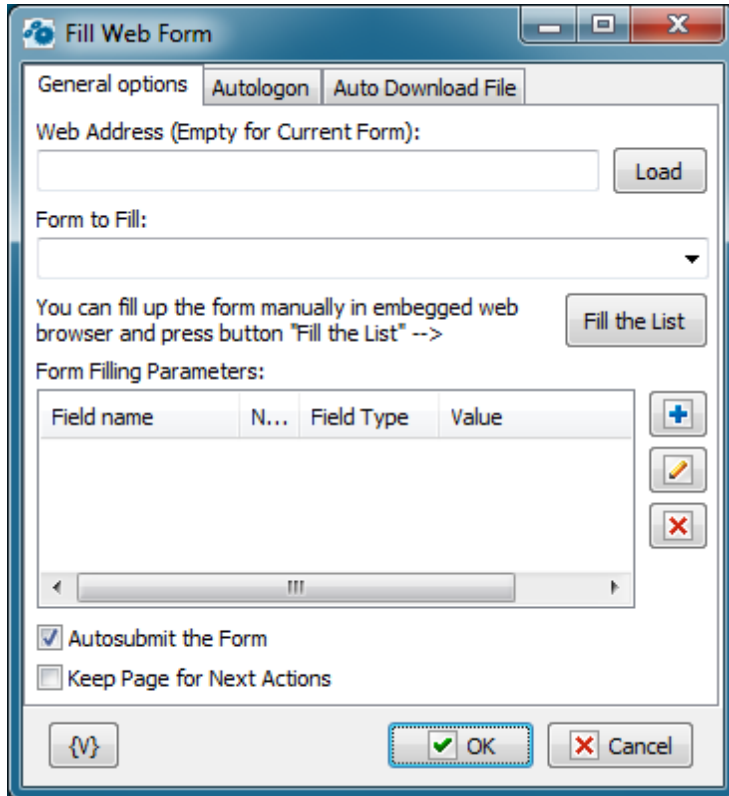 Fill Web Form
General options Autologon Auto Download File
Web Address (Empty for Current Form):
Load
Form to Fill:
You can fill up the form manually in embegged web
browser and press button "Fill the List" -->
Fill the List
Form Filling Parameters:
Field name N... Field Type Value
Autosubmit the Form
Keep Page for Next Actions
{V} OK Cancel